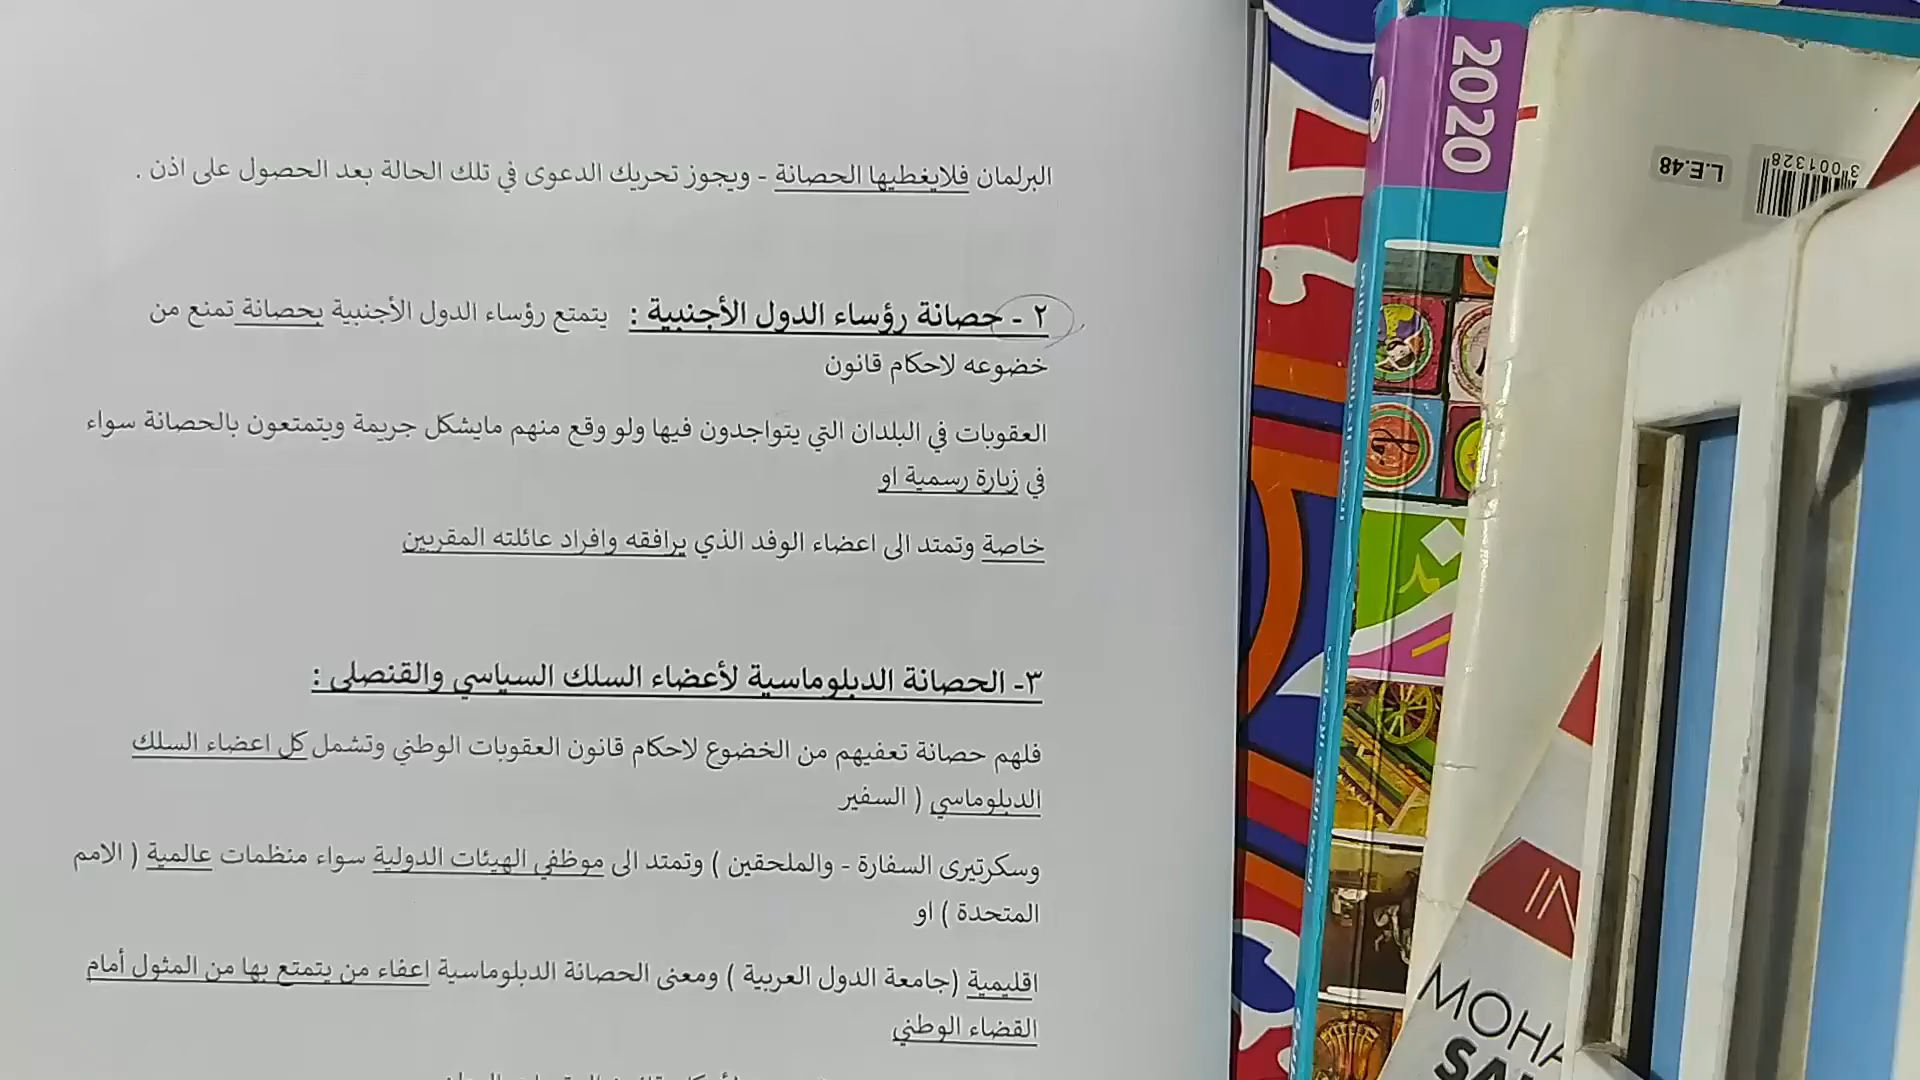 البرلمان فلايغطيها الحصانة - ويجوز تحريك الدعوى في تلك الحالة بعد الحصول على اذن .
٢ - حصانة رؤساء الدول الأجنبية : يتمتع رؤساء الدول الأجنبية بحصانة تمنع من
خضوعه لاحكام قانون
العقوبات في البلدان التي يتواجدون فيها ولو وقع منهم مايشكل جريمة ويتمتعون بالحصانة سواء
في زيارة رسمية او
خاصة وتمتد الى اعضاء الوفد الذي يرافقه وافراد عائلته المقربين
٣- الحصانة الدبلوماسية لأعضاء السلك السياسي والقنصلى :
فلهم حصانة تعفيهم من الخضوع لاحكام قانون العقوبات الوطني وتشمل كل اعضاء السلك
الدبلوماسي ( السفير
وسكرتيرى السفارة - والملحقين ) وتمتد الى موظفي الهيئات الدولية سواء منظمات عالمية ( الامم
المتحدة ) او
اقليمية (جامعة الدول العربية ) ومعنى الحصانة الدبلوماسية اعفاء من يتمتع بها من المثول أمام
القضاء الوطني
2020
L.E.48
3 001328
MOHA